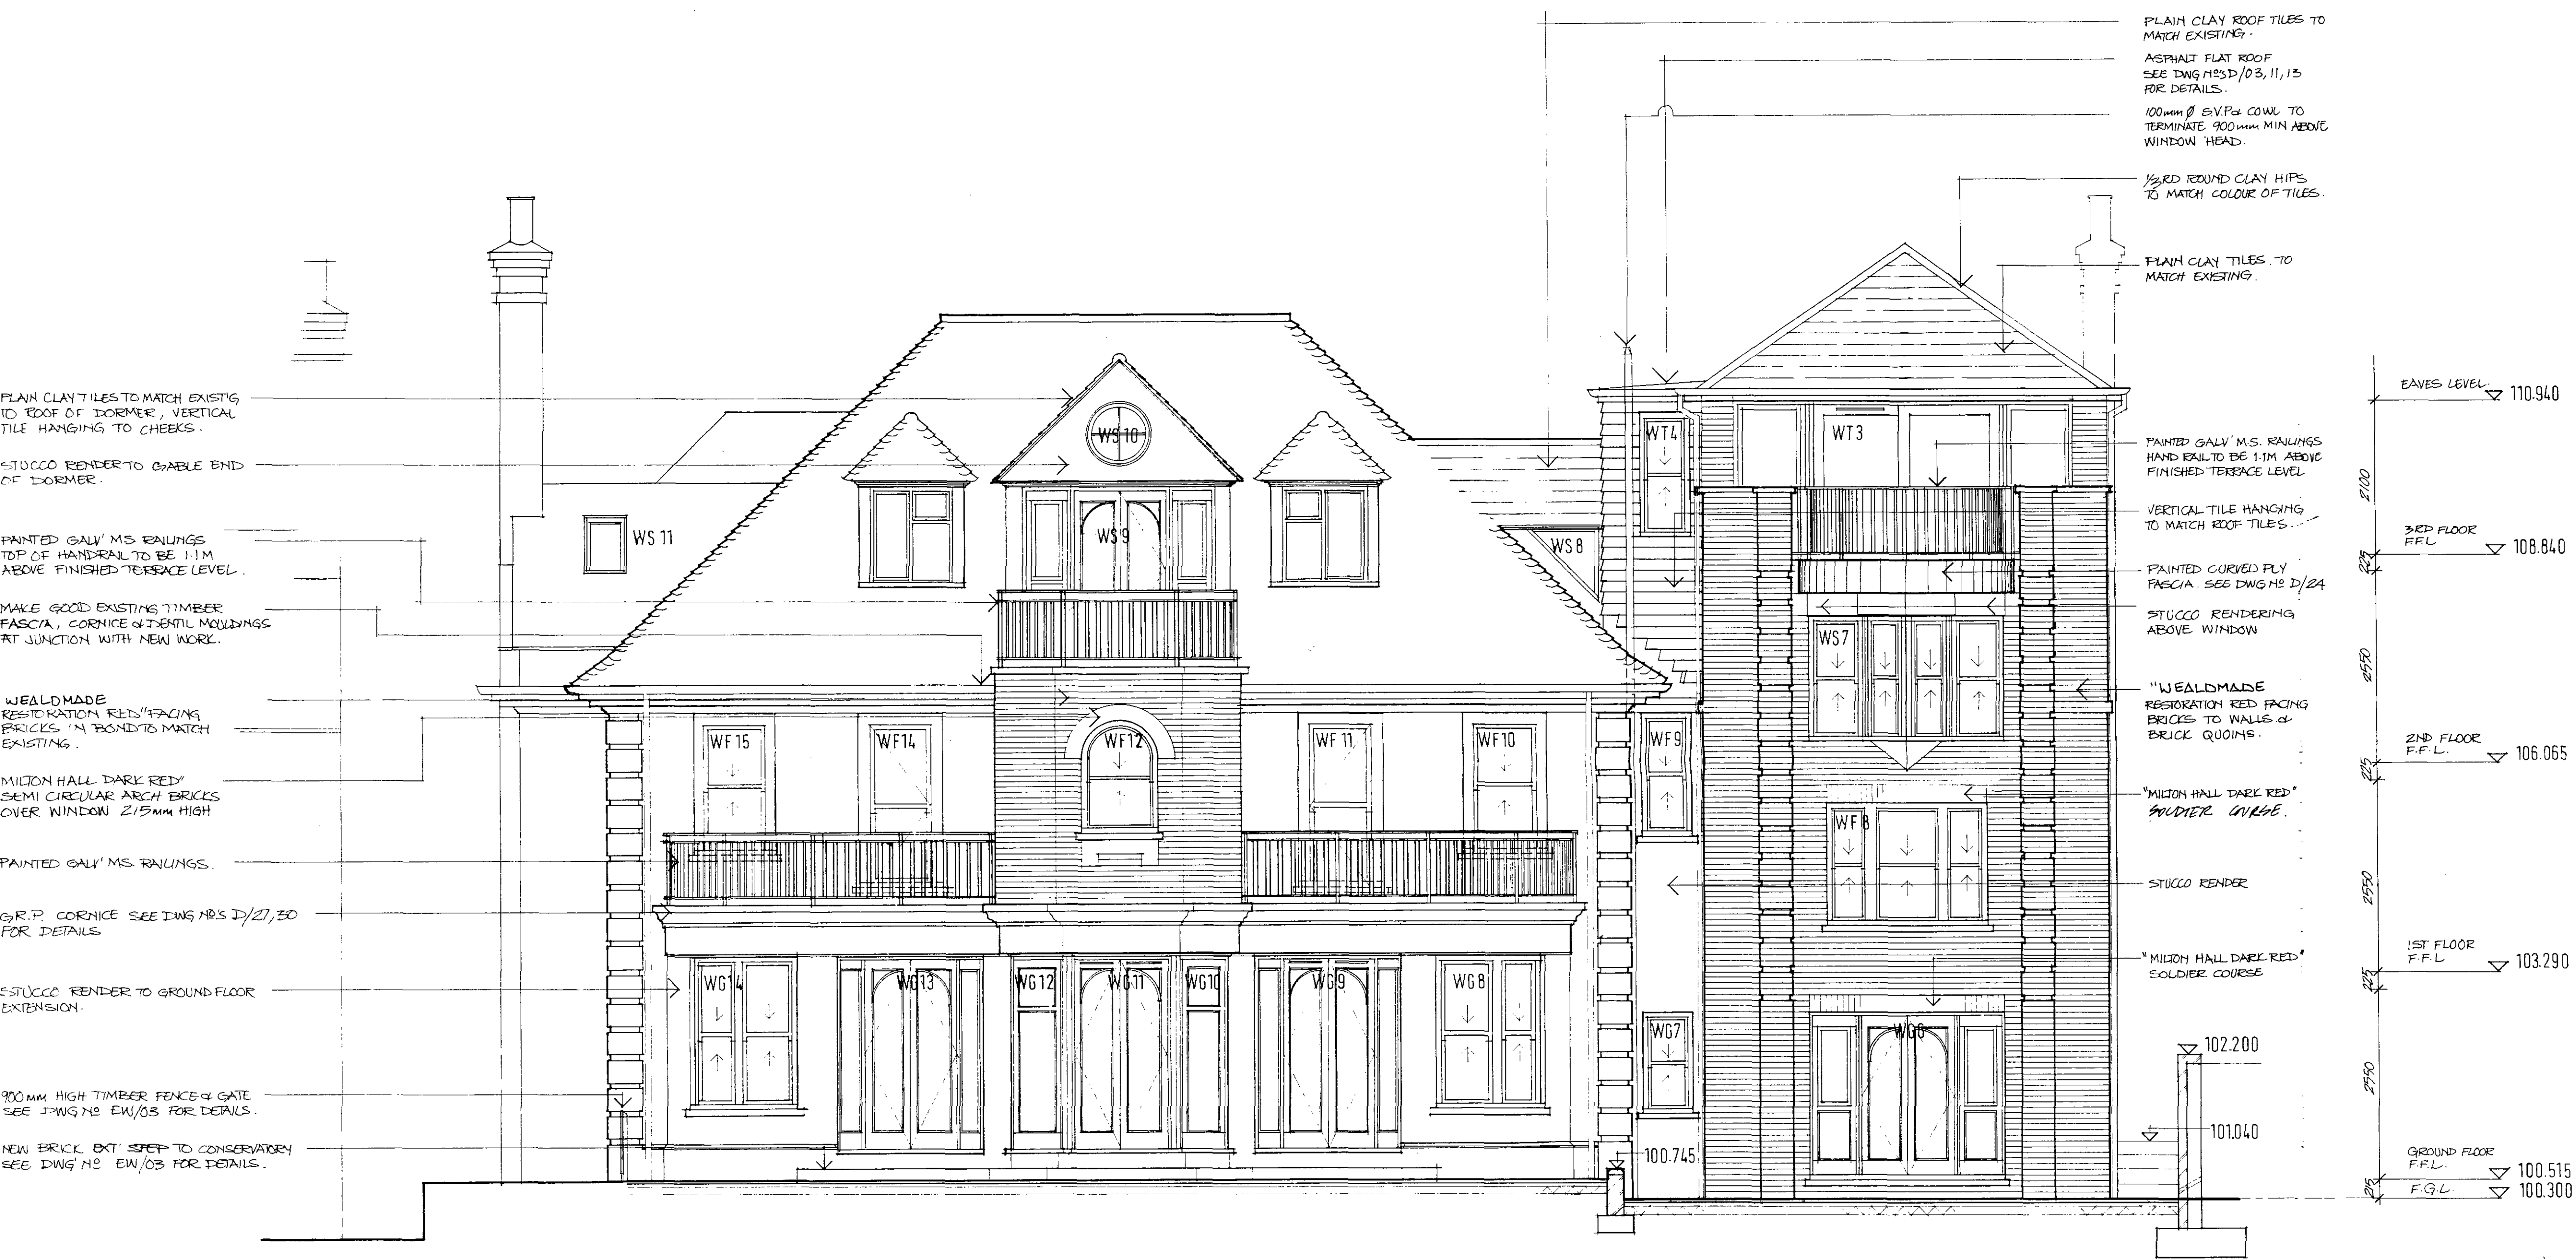 PLAIN CLAY ROOF TILES TO
MATCH EXISTING.
ASPHALT FLAT ROOF
SEE DWG Nº'S D/03, 11, 13
FOR DETAILS.
100mm Ø S.V.P & COWL TO
TERMINATE 900mm MIN ABOVE
WINDOW HEAD.
1/3RD ROUND CLAY HIPS
TO MATCH COLOUR OF TILES.
PLAIN CLAY TILES. TO
MATCH EXISTING.
PLAIN CLAY TILES TO MATCH EXIST'G
TO ROOF OF DORMER, VERTICAL
TILE HANGING TO CHEEKS.
STUCCO RENDER TO GABLE END
OF DORMER.
PAINTED GALV' MS RAILINGS
TOP OF HANDRAIL TO BE 1.1M
ABOVE FINISHED TERRACE LEVEL.
MAKE GOOD EXISTING TIMBER
FASCIA, CORNICE & DENTIL MOULDINGS
AT JUNCTION WITH NEW WORK.
WEALDMADE
RESTORATION RED" FACING
BRICKS IN BOND TO MATCH
EXISTING.
MILTON HALL DARK RED"
SEMI CIRCULAR ARCH BRICKS
OVER WINDOW 215mm HIGH
PAINTED GALV' MS. RAILINGS.
G.R.P. CORNICE SEE DWG Nº.S D/27,30
FOR DETAILS
STUCCO RENDER TO GROUND FLOOR
EXTENSION.
900mm HIGH TIMBER FENCE & GATE
SEE DWG Nº EW/03 FOR DETAILS.
NEW BRICK EXT' STEP TO CONSERVATORY
SEE DWG' Nº EW/03 FOR DETAILS.
WS 10
WS 9
WS 11
WS 8
WT4
WT3
WS7
WF15
WF14
WF12
WF 11
WF10
WF9
WF 8
WG14
WG13
WG12
WG11
WG10
WG9
WG8
WG7
WG6
100.745
102.200
101.040
PAINTED GALV' M.S. RAILINGS
HAND RAIL TO BE 1.1M ABOVE
FINISHED TERRACE LEVEL
VERTICAL TILE HANGING
TO MATCH ROOF TILES.
PAINTED CURVED PLY
FASCIA. SEE DWG Nº D/24
STUCCO RENDERING
ABOVE WINDOW
"WEALDMADE
RESTORATION RED FACING
BRICKS TO WALLS &
BRICK QUOINS.
"MILTON HALL DARK RED"
SOLDIER COURSE.
STUCCO RENDER
"MILTON HALL DARK RED"
SOLDIER COURSE
EAVES LEVEL.
110.940
2100
3RD FLOOR
F.F.L
108.840
225
2550
2ND FLOOR
F.F.L.
106.065
225
2550
1ST FLOOR
F.F.L
103.290
225
2550
GROUND FLOOR
F.F.L.
100.515
215
F.G.L.
100.300